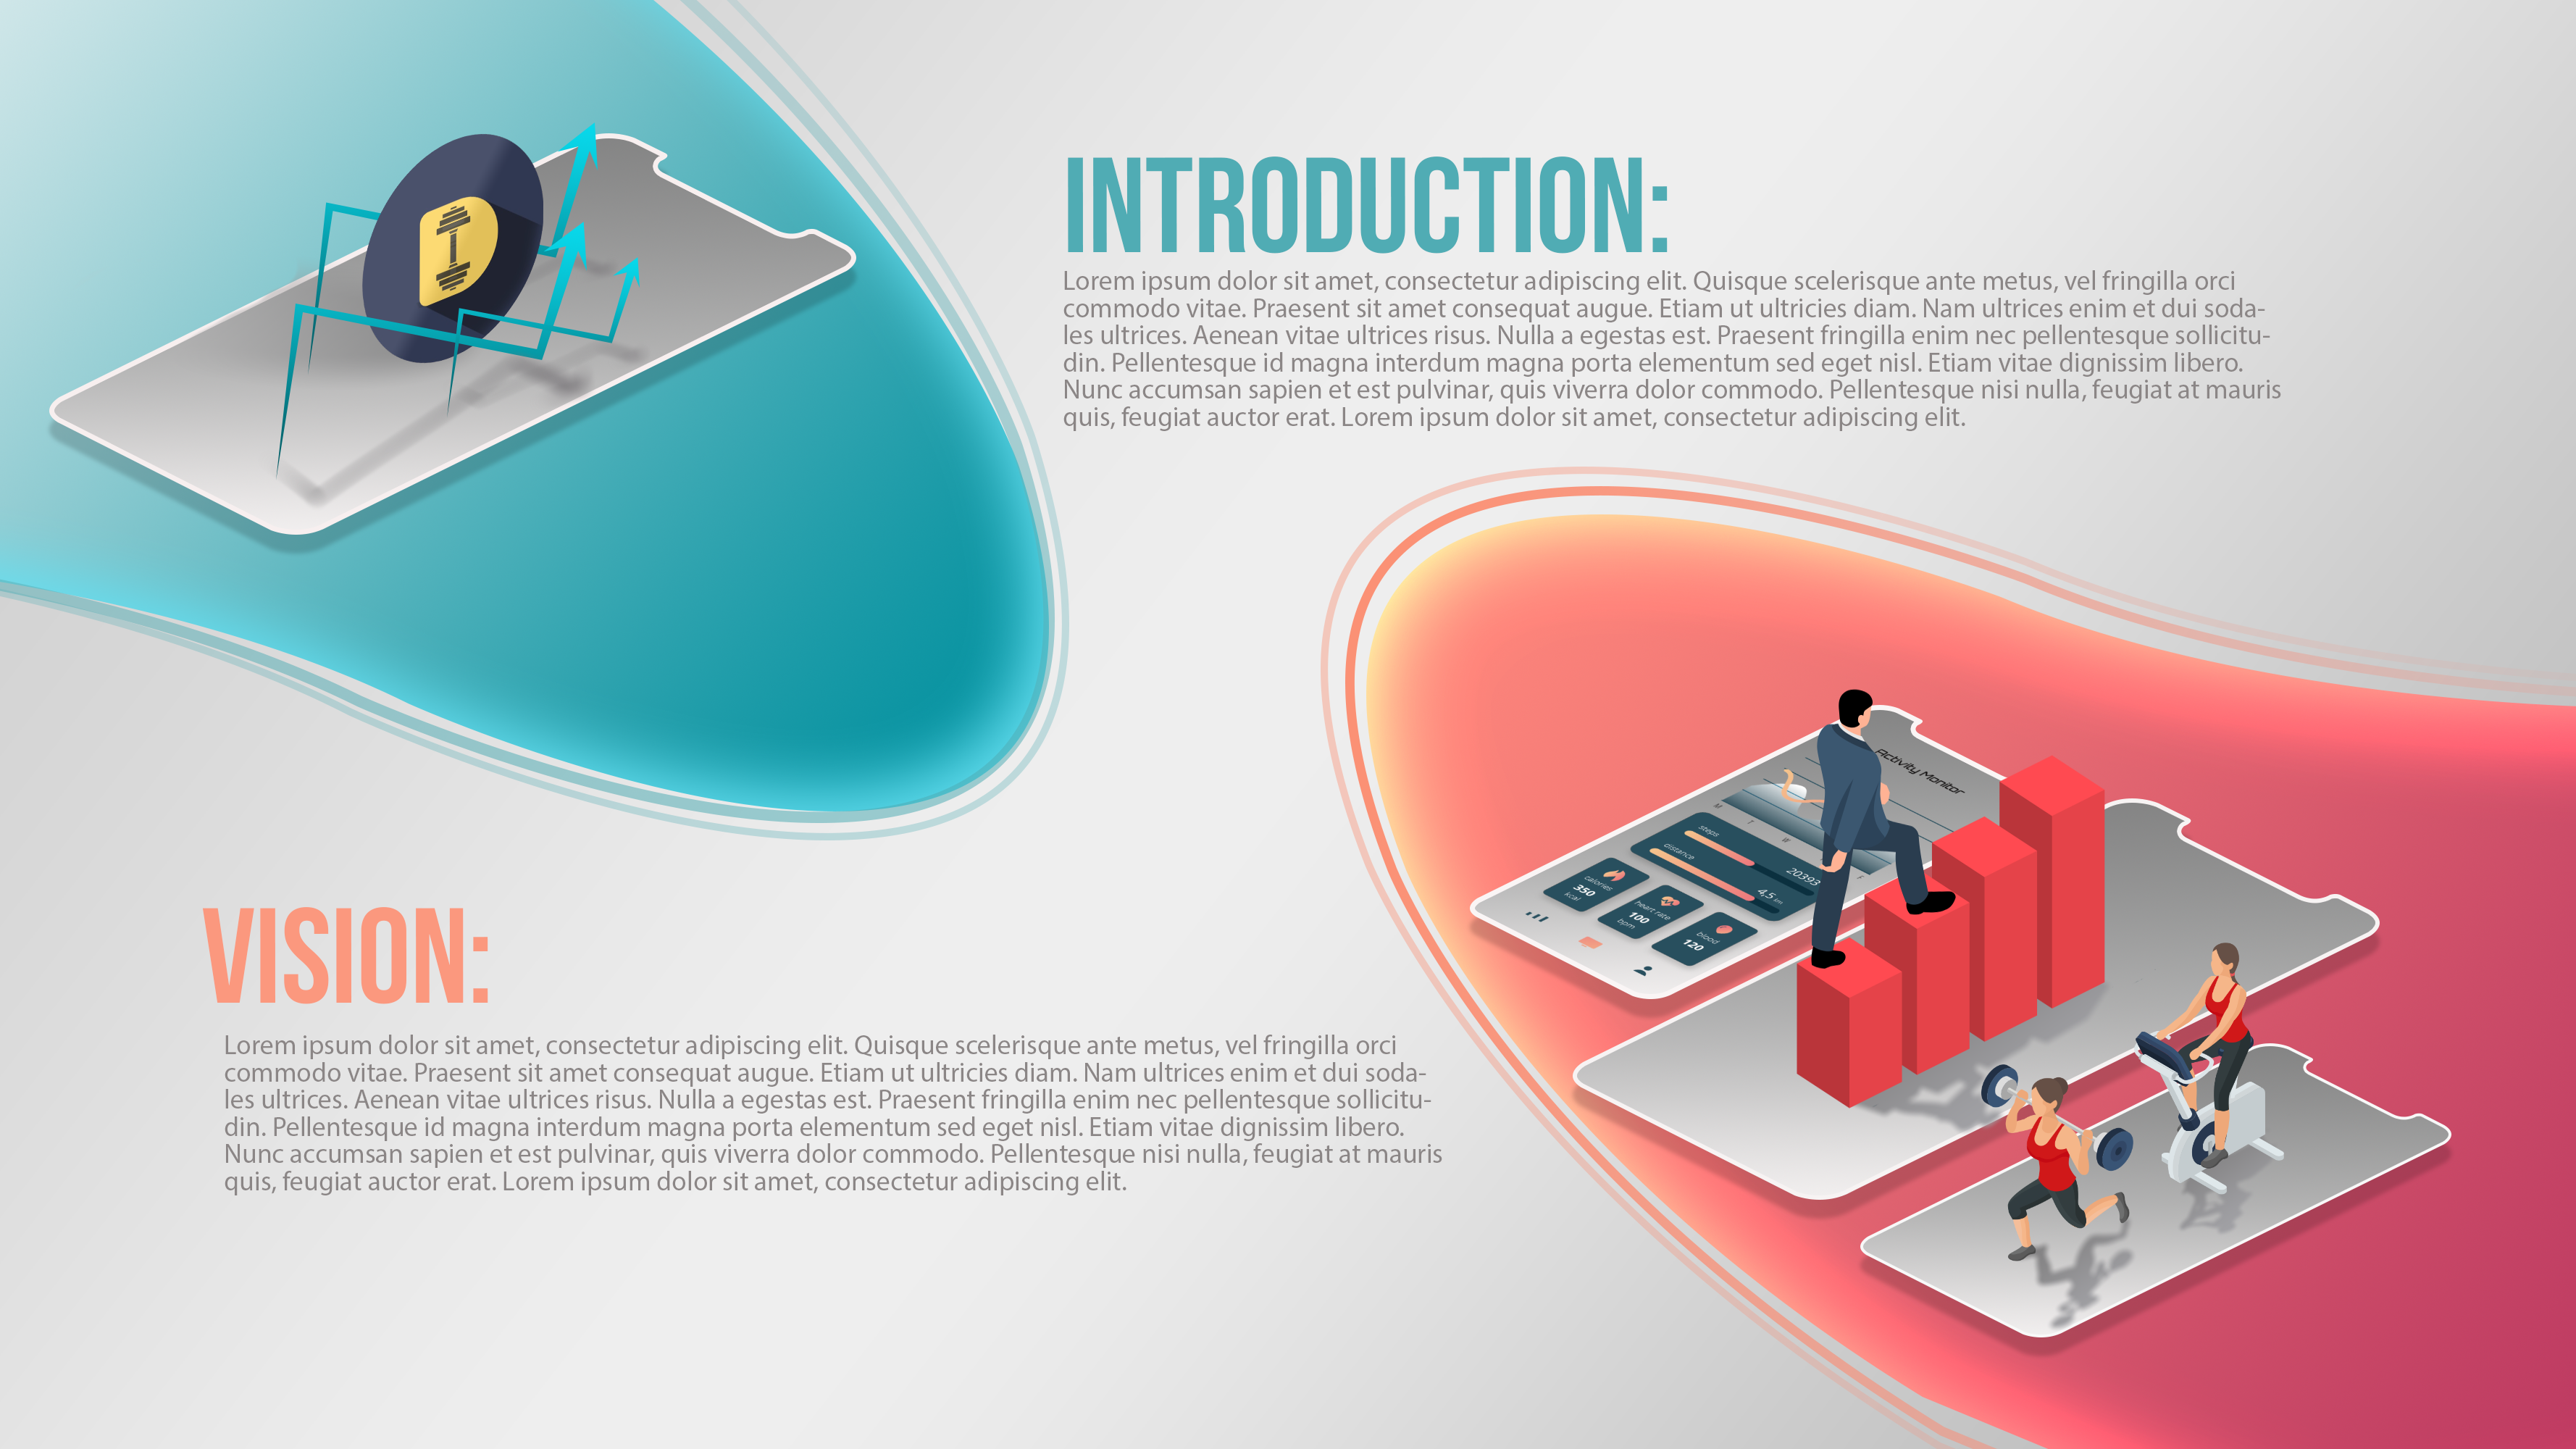 INTRODUCTION:
Lorem ipsum dolor sit amet, consectetur adipiscing elit. Quisque scelerisque ante metus, vel fringilla orci
commodo vitae. Praesent sit amet consequat augue. Etiam ut ultricies diam. Nam ultrices enim et dui soda-
les ultrices. Aenean vitae ultrices risus. Nulla a egestas est. Praesent fringilla enim nec pellentesque sollicitu-
din. Pellentesque id magna interdum magna porta elementum sed eget nisl. Etiam vitae dignissim libero.
Nunc accumsan sapien et est pulvinar, quis viverra dolor commodo. Pellentesque nisi nulla, feugiat at mauris
quis, feugiat auctor erat. Lorem ipsum dolor sit amet, consectetur adipiscing elit.
Activity Monitor
M
T
W
F
steps
20393
distance
4,5 km
calories
350
kcal
heart rate
100
bpm
blood
120
VISION:
Lorem ipsum dolor sit amet, consectetur adipiscing elit. Quisque scelerisque ante metus, vel fringilla orci
commodo vitae. Praesent sit amet consequat augue. Etiam ut ultricies diam. Nam ultrices enim et dui soda-
les ultrices. Aenean vitae ultrices risus. Nulla a egestas est. Praesent fringilla enim nec pellentesque sollicitu-
din. Pellentesque id magna interdum magna porta elementum sed eget nisl. Etiam vitae dignissim libero.
Nunc accumsan sapien et est pulvinar, quis viverra dolor commodo. Pellentesque nisi nulla, feugiat at mauris
quis, feugiat auctor erat. Lorem ipsum dolor sit amet, consectetur adipiscing elit.